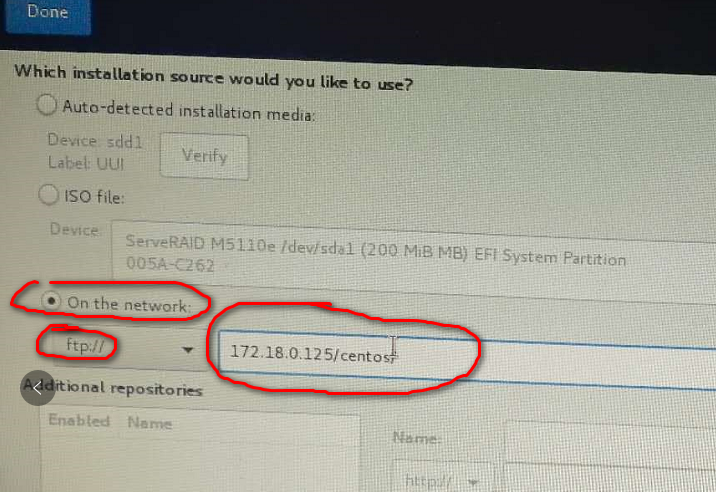 Done
Which installation source would you like to use?
Auto-detected installation media:
Device: sdd1
Label: UUI
Verify
ISO file:
Device:
ServeRAID M5110e /dev/sda1 (200 MiB MB) EFI System Partition
005A-C262
On the network:
ftp://
172.18.0.125/centos/
Additional repositories
Enabled Name
Name:
http://